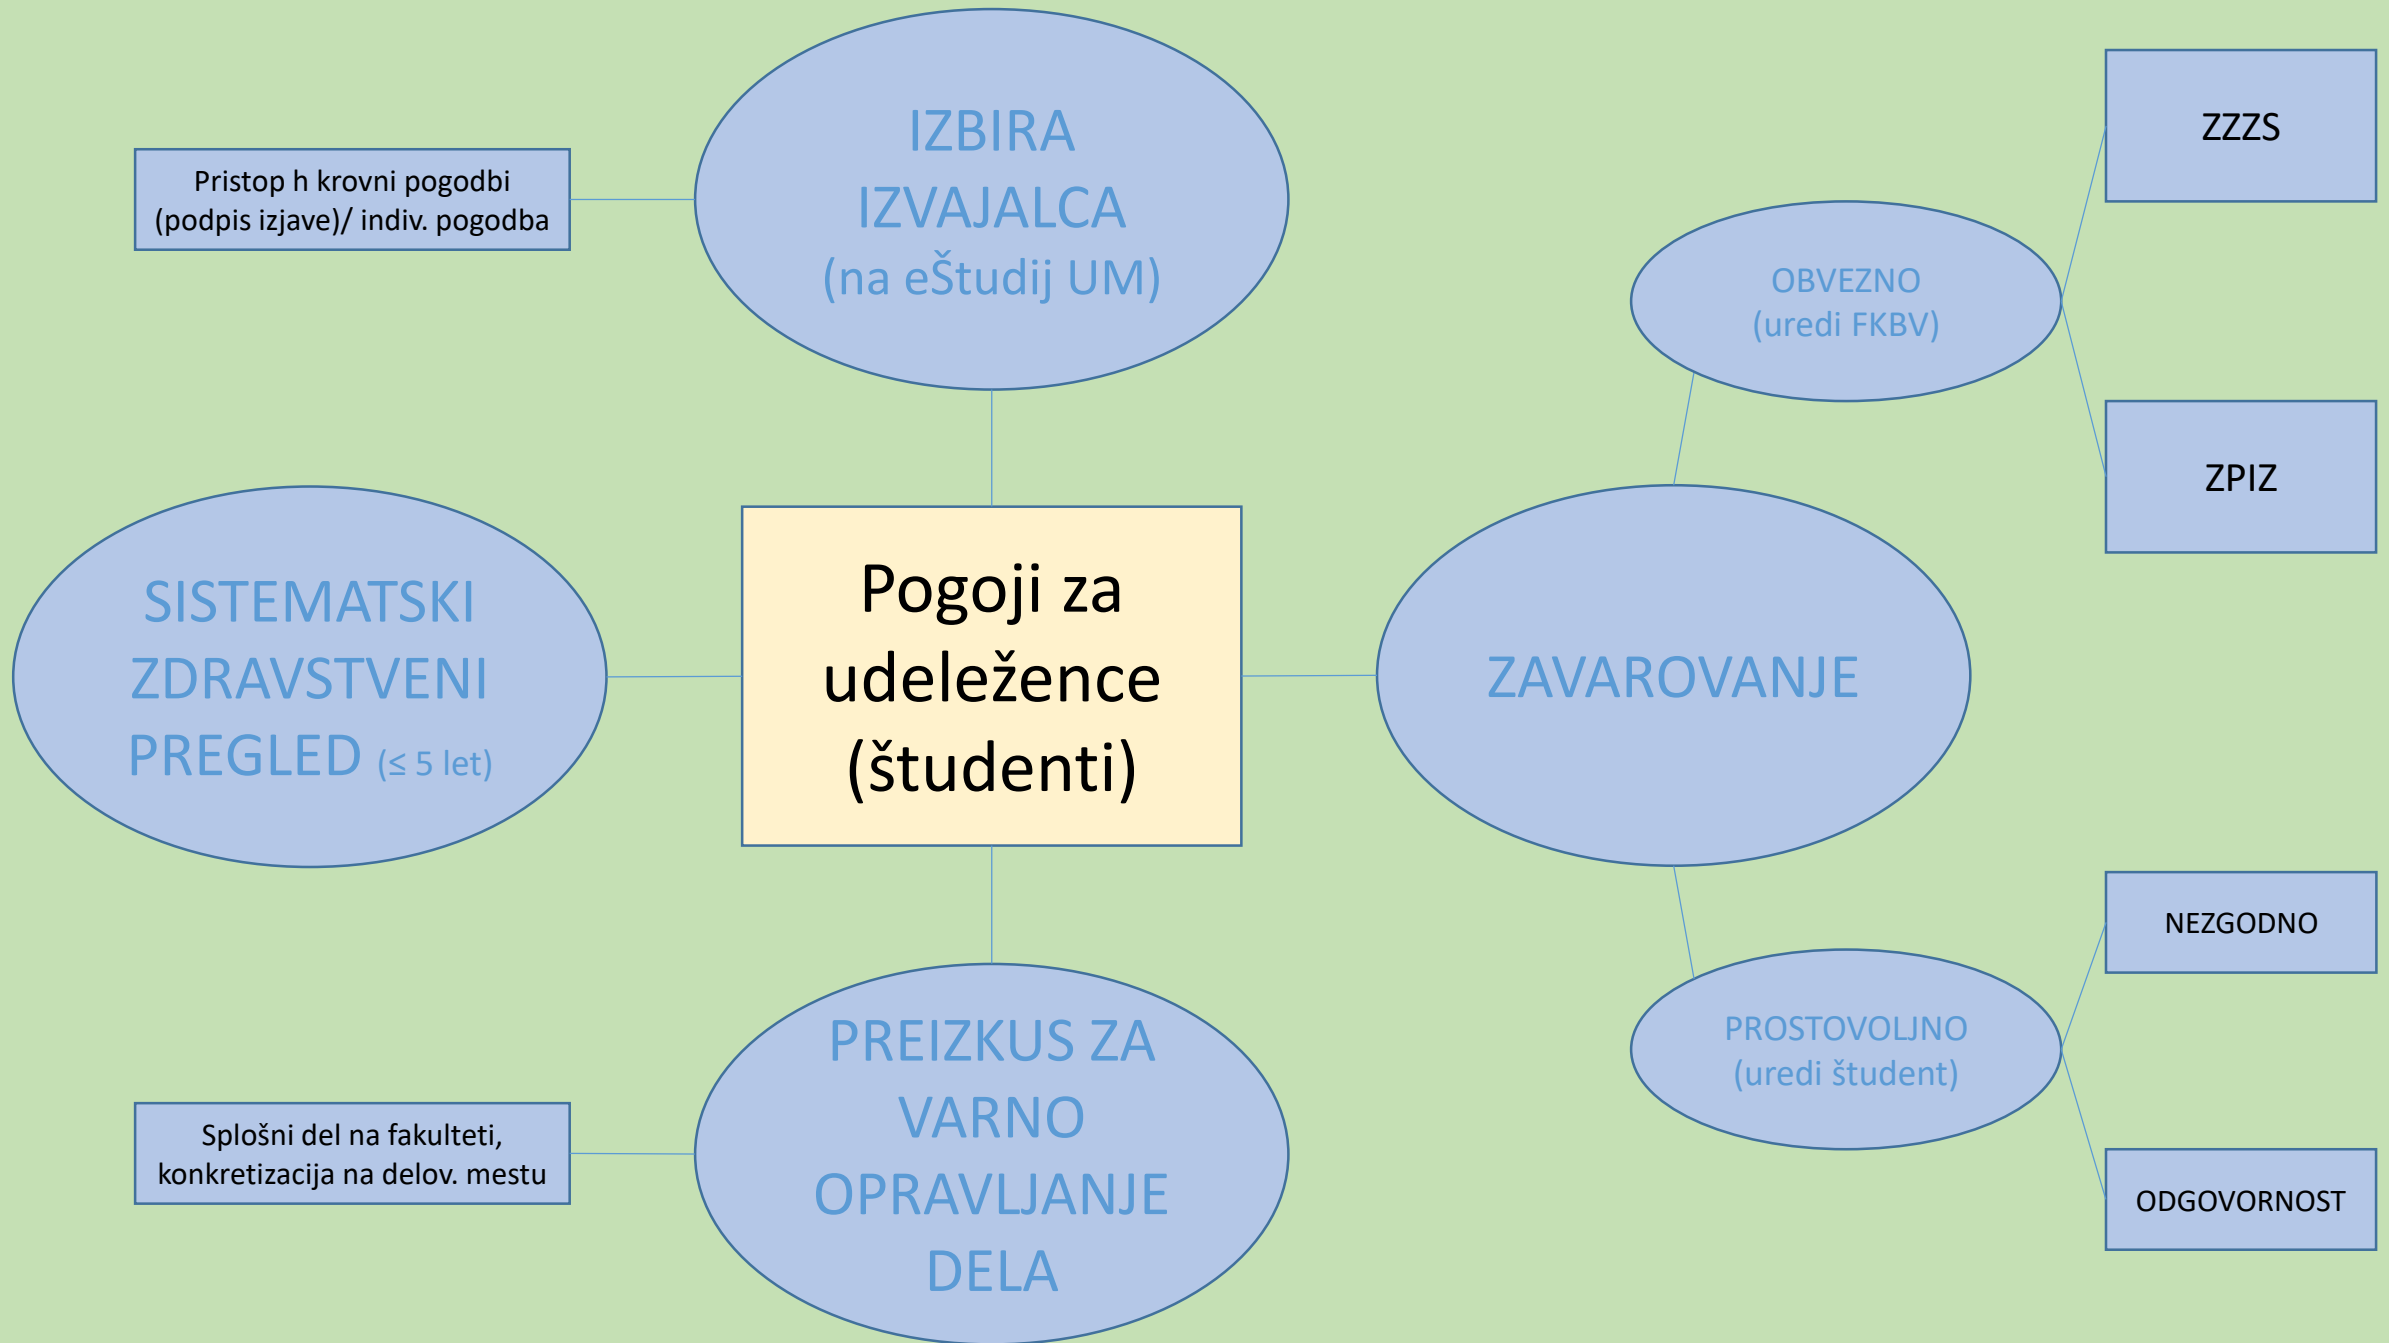 IZBIRA
IZVAJALCA
(na eŠtudij UM)
Pristop h krovni pogodbi
(podpis izjave)/ indiv. pogodba
ZZZS
OBVEZNO
(uredi FKBV)
ZPIZ
SISTEMATSKI
ZDRAVSTVENI
PREGLED (≤ 5 let)
Pogoji za
udeležence
(študenti)
ZAVAROVANJE
NEZGODNO
PROSTOVOLJNO
(uredi študent)
ODGOVORNOST
PREIZKUS ZA
VARNO
OPRAVLJANJE
DELA
Splošni del na fakulteti,
konkretizacija na delov. mestu